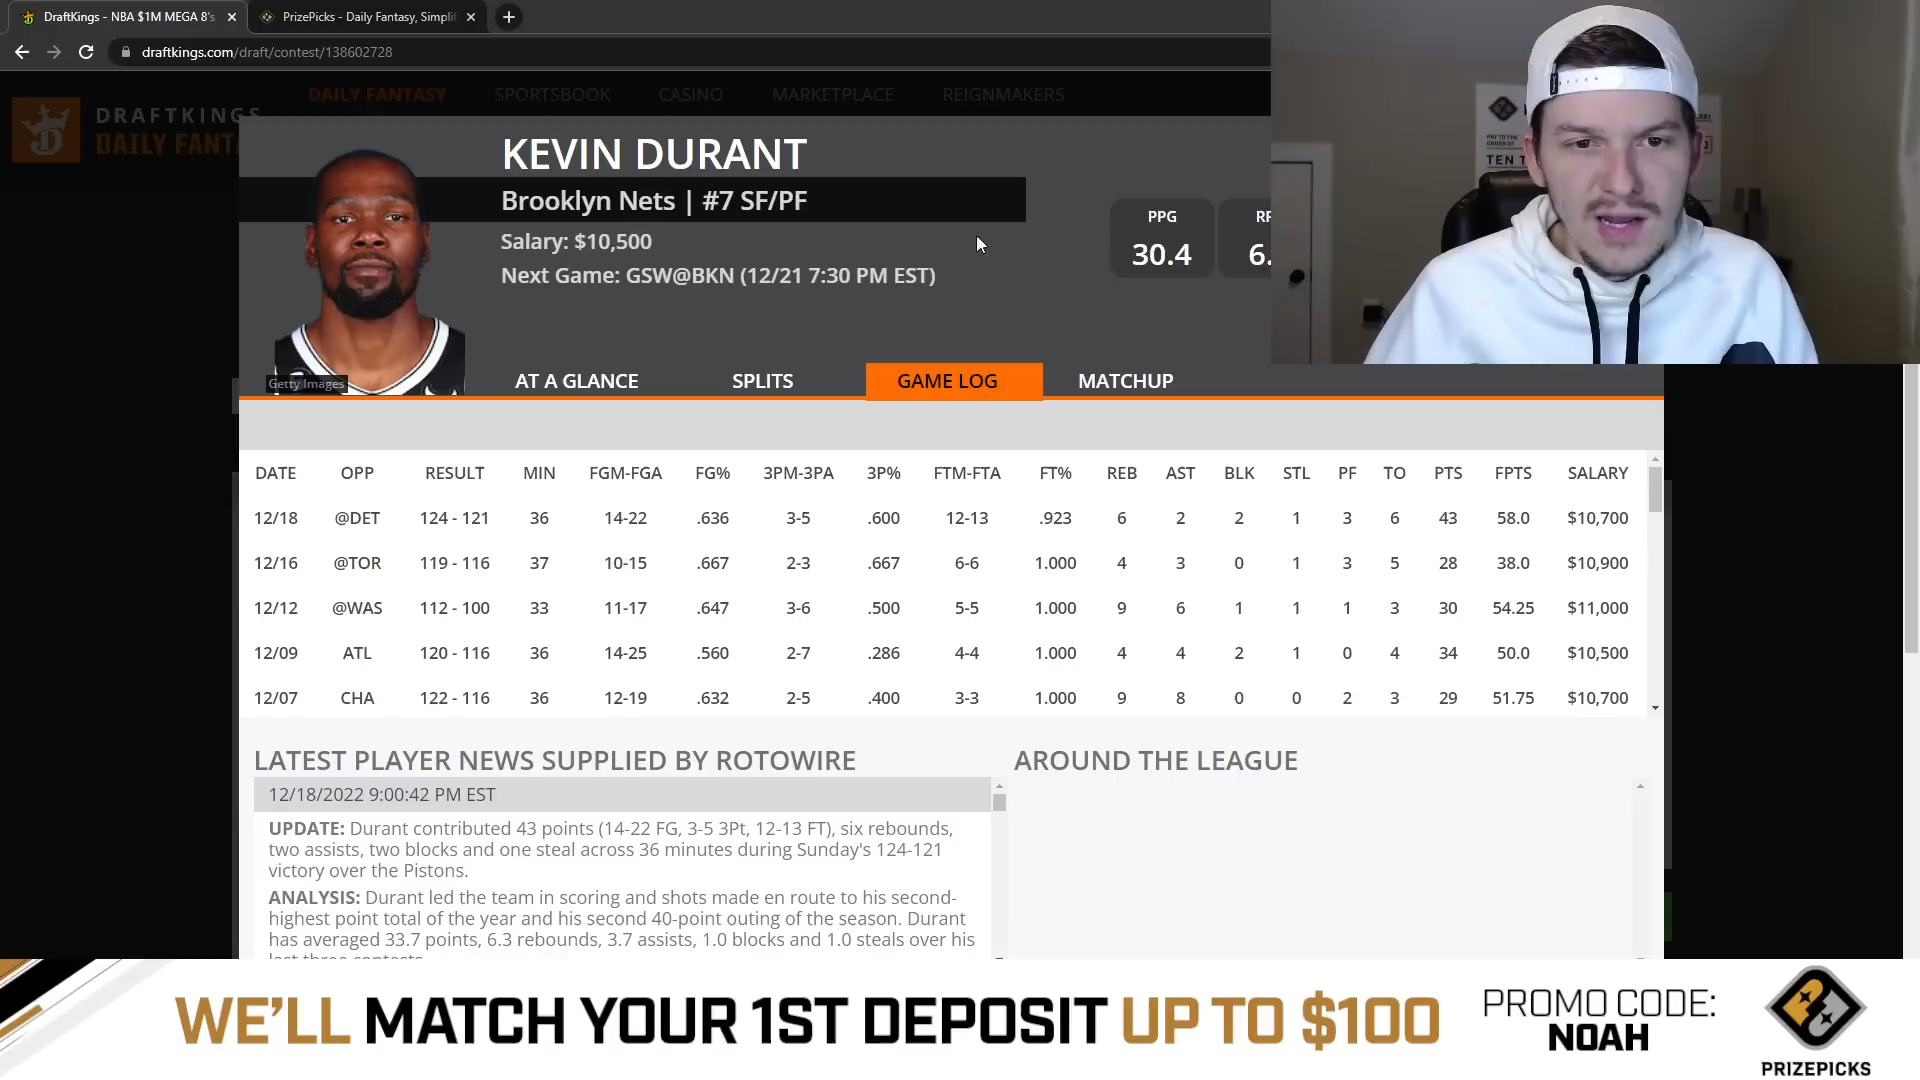 DraftKings - NBA $1M MEGA 8's
PrizePicks - Daily Fantasy, Simplif
draftkings.com/draft/contest/138602728
DAILY FANTASY SPORTSBOOK CASINO MARKETPLACE REIGNMAKERS
DRAFTKINGS
DAILY FANTA
KEVIN DURANT
Brooklyn Nets | #7 SF/PF
Salary: $10,500
Next Game: GSW@BKN (12/21 7:30 PM EST)
PPG
30.4
6.
PAY TO THE
ORDER OF
TEN T
Getty Images
AT A GLANCE SPLITS GAME LOG MATCHUP
DATE OPP RESULT MIN FGM-FGA FG% 3PM-3PA 3P% FTM-FTA FT% REB AST BLK STL PF TO PTS FPTS SALARY
12/18 @DET 124 - 121 36 14-22 .636 3-5 .600 12-13 .923 6 2 2 1 3 6 43 58.0 $10,700
12/16 @TOR 119 - 116 37 10-15 .667 2-3 .667 6-6 1.000 4 3 0 1 3 5 28 38.0 $10,900
12/12 @WAS 112 - 100 33 11-17 .647 3-6 .500 5-5 1.000 9 6 1 1 1 3 30 54.25 $11,000
12/09 ATL 120 - 116 36 14-25 .560 2-7 .286 4-4 1.000 4 4 2 1 0 4 34 50.0 $10,500
12/07 CHA 122 - 116 36 12-19 .632 2-5 .400 3-3 1.000 9 8 0 0 2 3 29 51.75 $10,700
LATEST PLAYER NEWS SUPPLIED BY ROTOWIRE
12/18/2022 9:00:42 PM EST
UPDATE: Durant contributed 43 points (14-22 FG, 3-5 3Pt, 12-13 FT), six rebounds,
two assists, two blocks and one steal across 36 minutes during Sunday's 124-121
victory over the Pistons.
ANALYSIS: Durant led the team in scoring and shots made en route to his second-
highest point total of the year and his second 40-point outing of the season. Durant
has averaged 33.7 points, 6.3 rebounds, 3.7 assists, 1.0 blocks and 1.0 steals over his
AROUND THE LEAGUE
WE'LL MATCH YOUR 1ST DEPOSIT UP TO $100
PROMO CODE:
NOAH
PRIZEPICKS